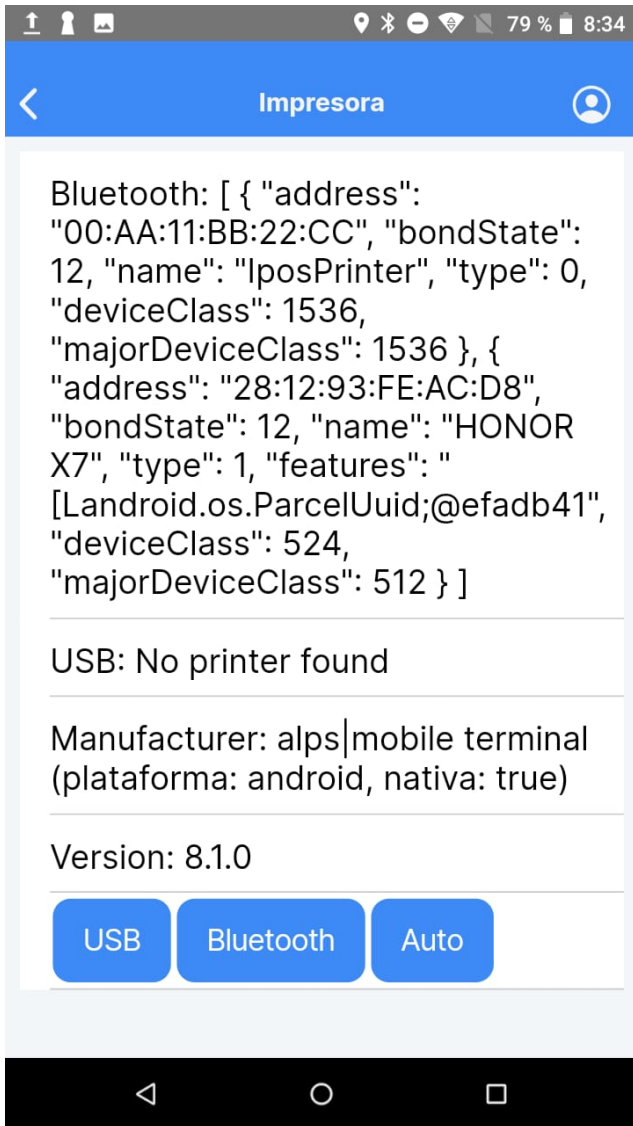 79 % 8:34
Impresora
Bluetooth: [ { "address":
"00:AA:11:BB:22:CC", "bondState":
12, "name": "IposPrinter", "type": 0,
"deviceClass": 1536,
"majorDeviceClass": 1536 }, {
"address": "28:12:93:FE:AC:D8",
"bondState": 12, "name": "HONOR
X7", "type": 1, "features": "
[Landroid.os.ParcelUuid;@efadb41",
"deviceClass": 524,
"majorDeviceClass": 512 } ]
USB: No printer found
Manufacturer: alps|mobile terminal
(plataforma: android, nativa: true)
Version: 8.1.0
USB Bluetooth Auto